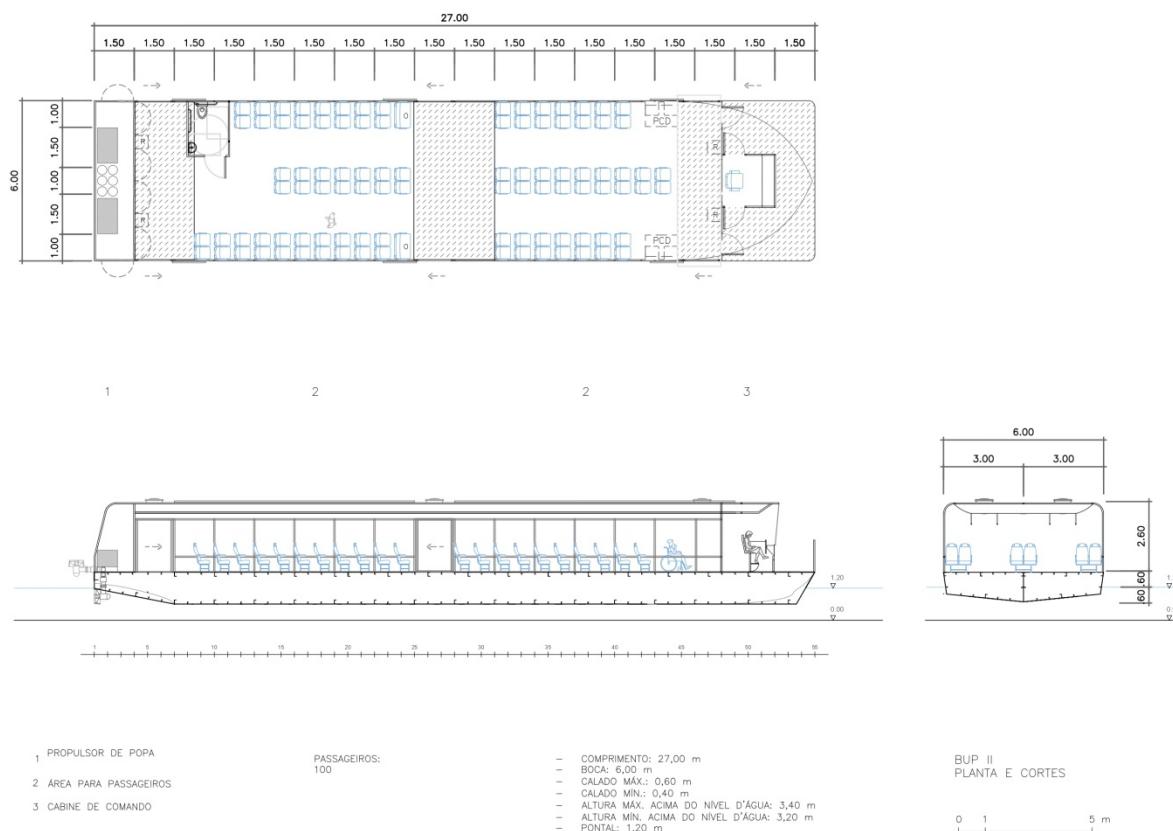 27.00
1.50 1.50 1.50 1.50 1.50 1.50 1.50 1.50 1.50 1.50 1.50 1.50 1.50 1.50 1.50 1.50 1.50 1.50
6.00
1.00
1.50
1.00
1.50
1.00
PCD
PCD
1 2 2 3
6.00
3.00 3.00
2.60
.60
.60
1.20
0.00
1 5 10 15 20 25 30 35 40 45 50 55
1 PROPULSOR DE POPA
2 ÁREA PARA PASSAGEIROS
3 CABINE DE COMANDO
PASSAGEIROS:
100
– COMPRIMENTO: 27,00 m
– BOCA: 6,00 m
– CALADO MÁX.: 0,60 m
– CALADO MÍN.: 0,40 m
– ALTURA MÁX. ACIMA DO NÍVEL D'ÁGUA: 3,40 m
– ALTURA MÍN. ACIMA DO NÍVEL D'ÁGUA: 3,20 m
– PONTAL: 1,20 m
BUP II
PLANTA E CORTES
0 1 5 m